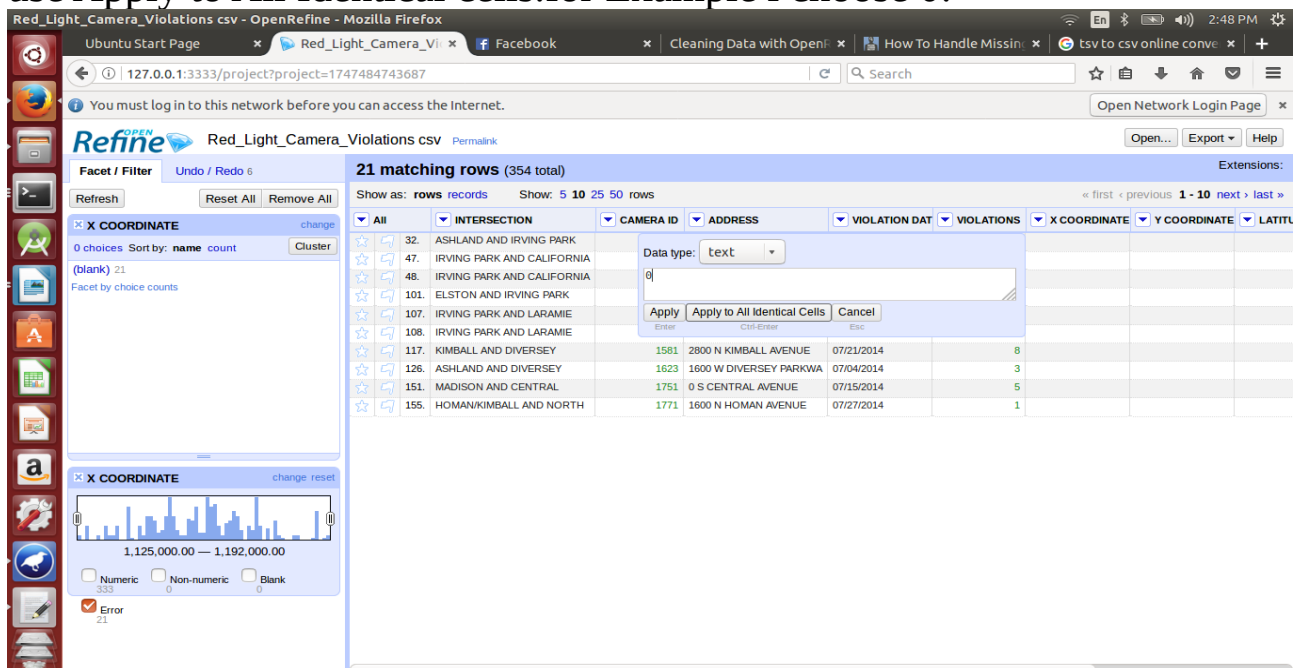 use Apply to All Identical Cells.for Example I Choose 0.
Red_Light_Camera_Violations csv - OpenRefine - Mozilla Firefox
En
2:48 PM
Ubuntu Start Page × Red_Light_Camera_Vi × Facebook × Cleaning Data with OpenR × How To Handle Missing × tsv to csv online conve × +
127.0.0.1:3333/project?project=1747484743687
Search
You must log in to this network before you can access the Internet.
Open Network Login Page ×
OPEN
Refine Red_Light_Camera_Violations csv Permalink
Open... Export Help
Facet / Filter Undo / Redo 6
21 matching rows (354 total)
Extensions:
Refresh Reset All Remove All
Show as: rows records Show: 5 10 25 50 rows
« first ‹ previous 1 - 10 next › last »
X COORDINATE change
0 choices Sort by: name count Cluster
(blank) 21
Facet by choice counts
All INTERSECTION CAMERA ID ADDRESS VIOLATION DAT VIOLATIONS X COORDINATE Y COORDINATE LATITU
32. ASHLAND AND IRVING PARK
47. IRVING PARK AND CALIFORNIA
48. IRVING PARK AND CALIFORNIA
101. ELSTON AND IRVING PARK
107. IRVING PARK AND LARAMIE
108. IRVING PARK AND LARAMIE
Data type: text
0
Apply Apply to All Identical Cells Cancel
Enter Ctrl-Enter Esc
117. KIMBALL AND DIVERSEY 1581 2800 N KIMBALL AVENUE 07/21/2014 8
126. ASHLAND AND DIVERSEY 1623 1600 W DIVERSEY PARKWA 07/04/2014 3
151. MADISON AND CENTRAL 1751 0 S CENTRAL AVENUE 07/15/2014 5
155. HOMAN/KIMBALL AND NORTH 1771 1600 N HOMAN AVENUE 07/27/2014 1
X COORDINATE change reset
1,125,000.00 — 1,192,000.00
Numeric Non-numeric Blank
333 0 0
Error
21